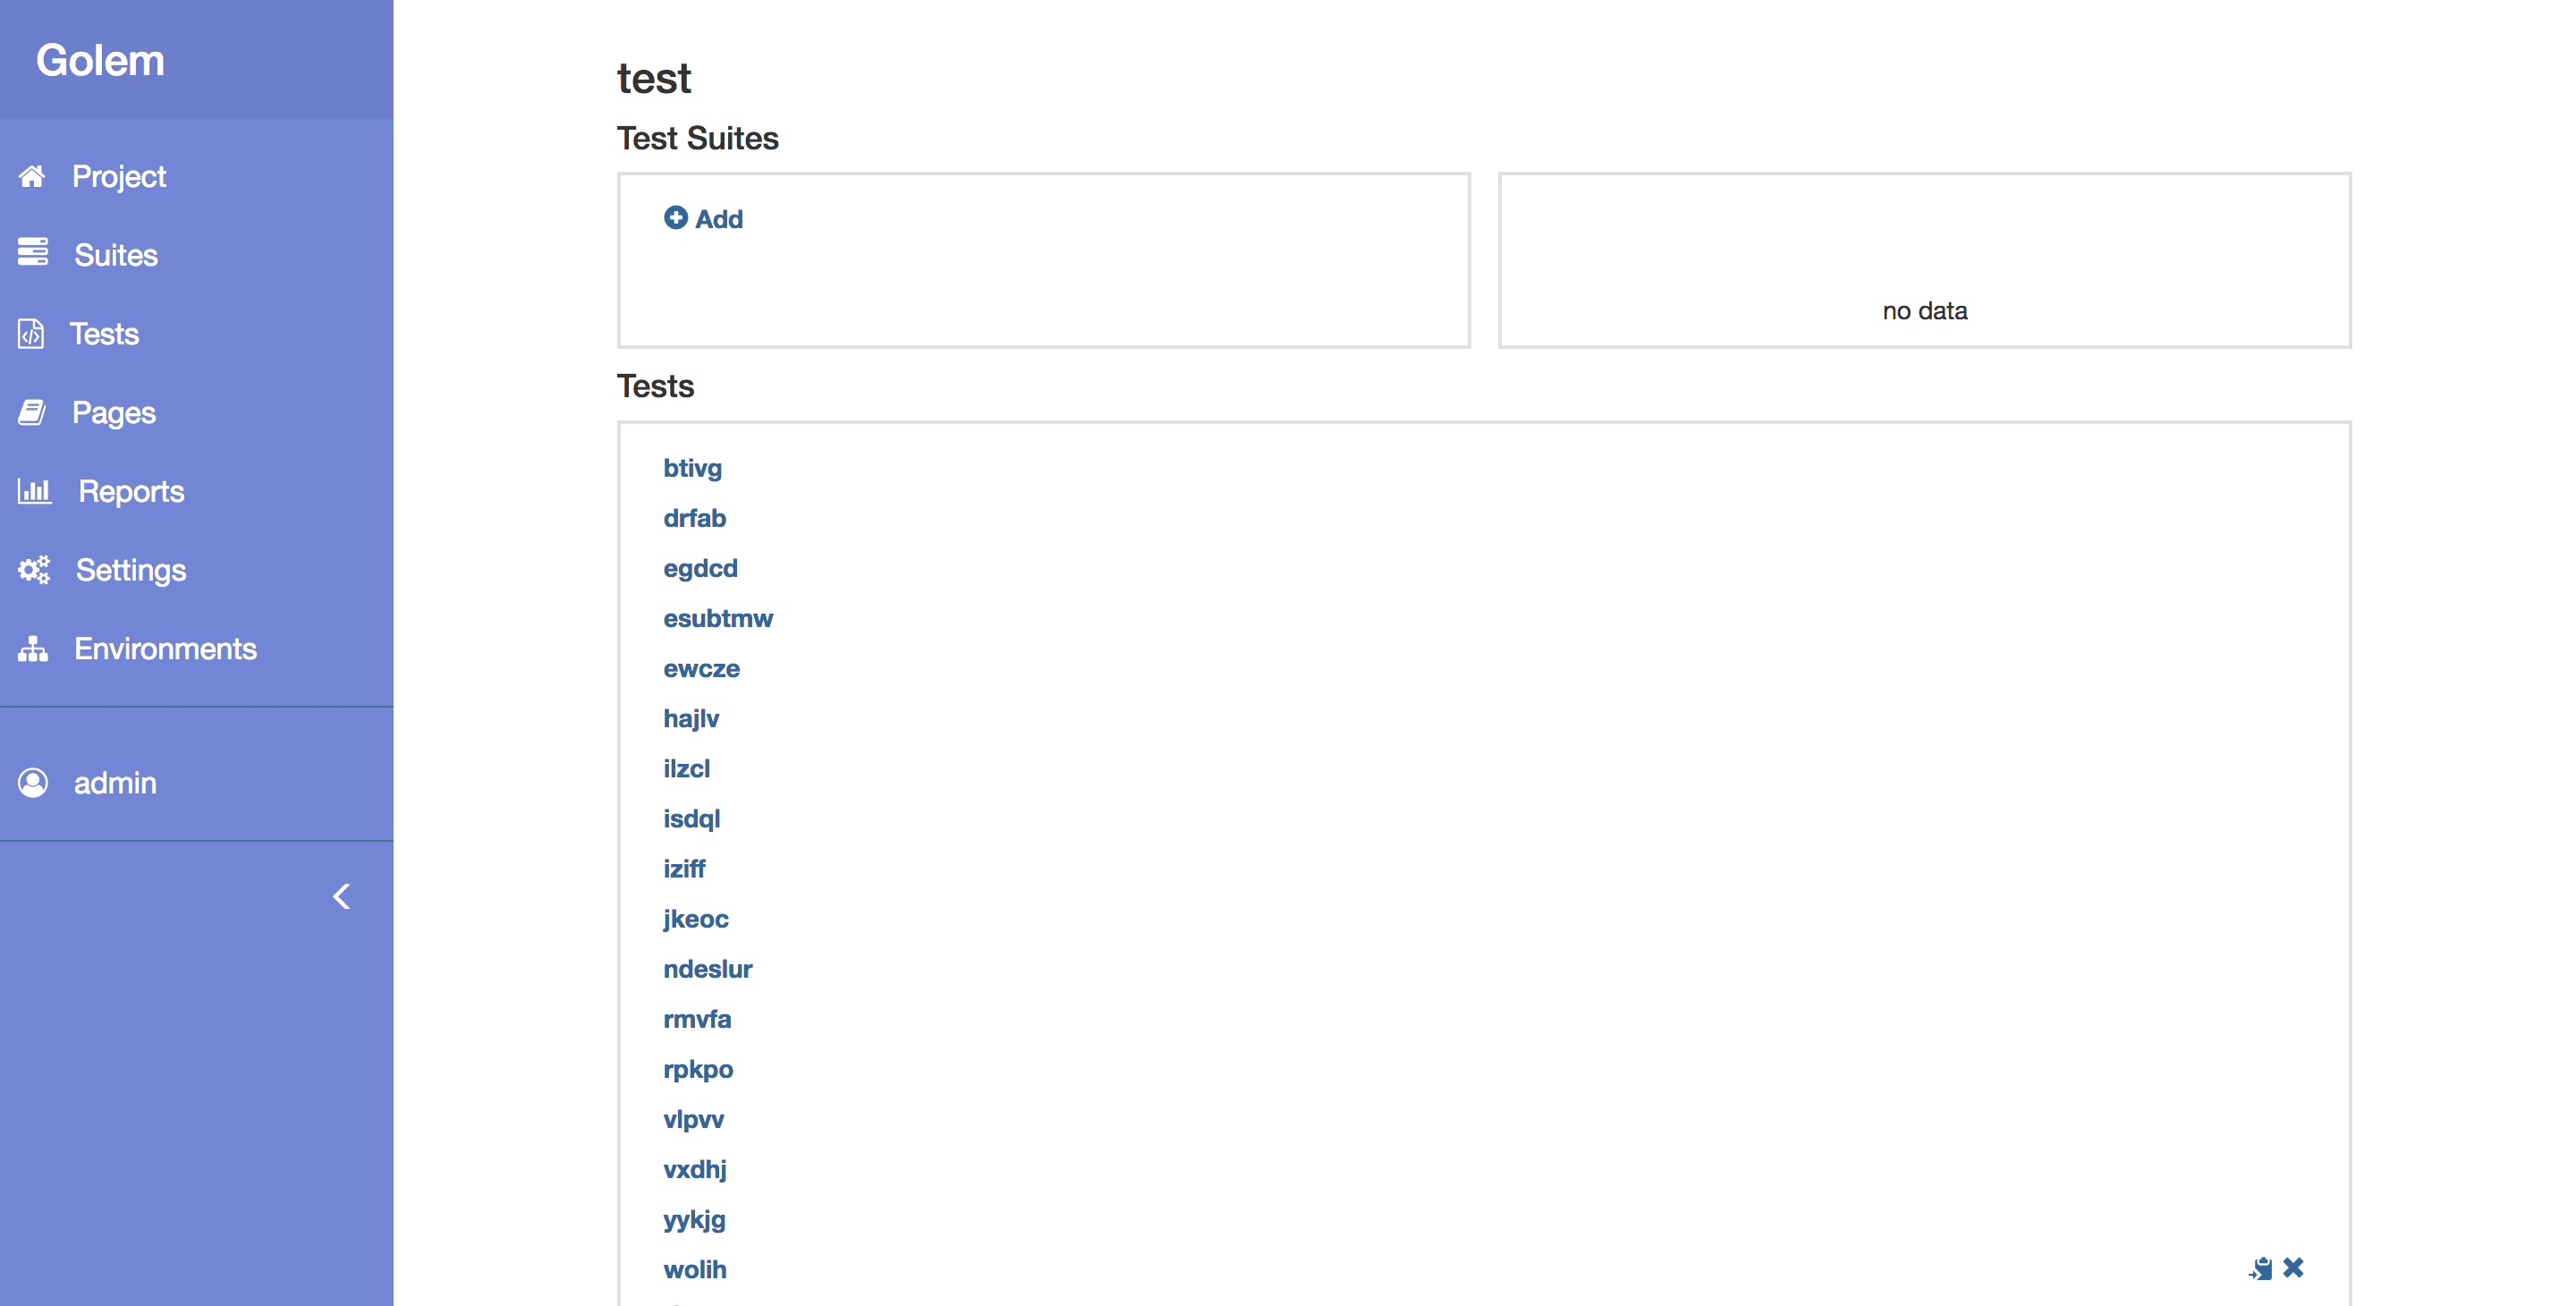 Golem
Project
Suites
Tests
Pages
Reports
Settings
Environments
admin
test
Test Suites
Add
no data
Tests
btivg
drfab
egdcd
esubtmw
ewcze
hajlv
ilzcl
isdql
iziff
jkeoc
ndeslur
rmvfa
rpkpo
vlpvv
vxdhj
yykjg
wolih